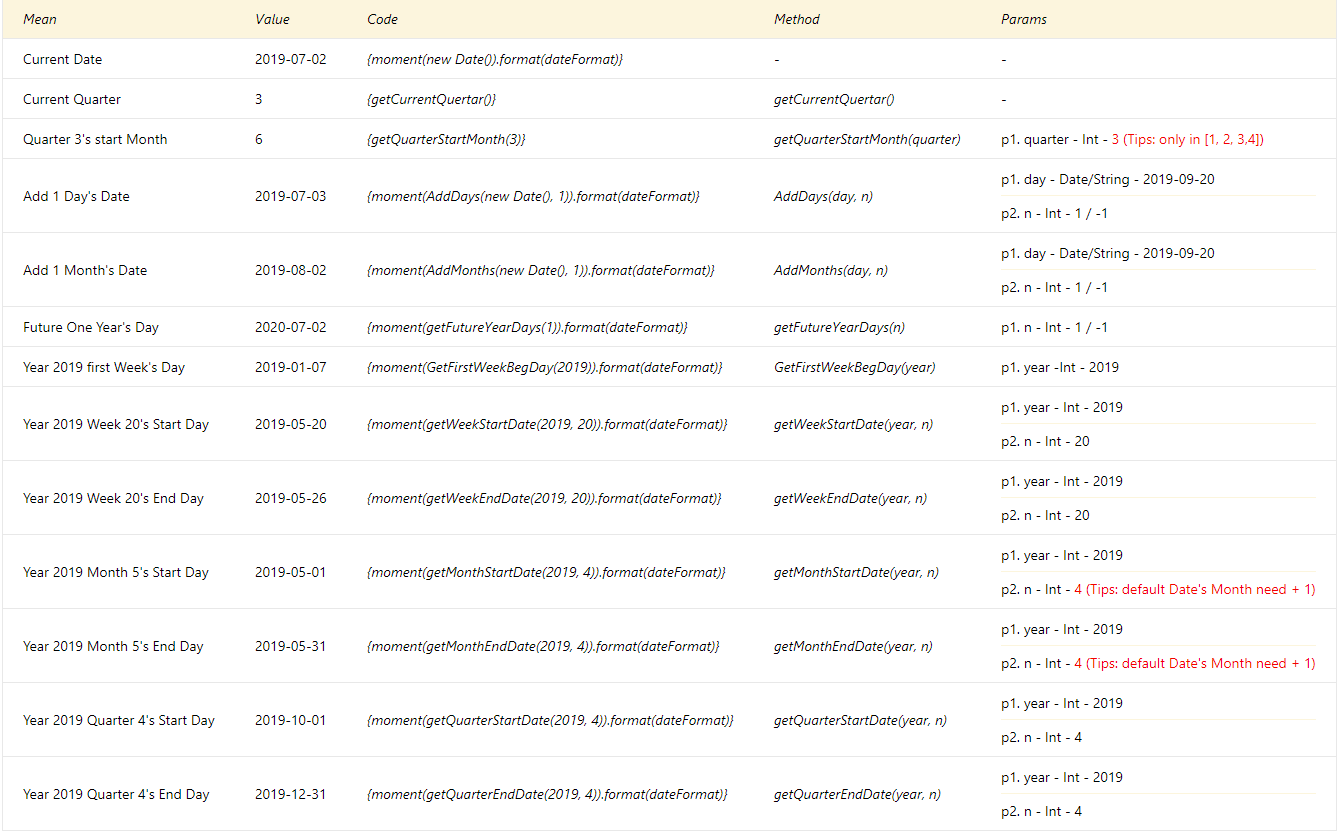 Mean Value Code Method Params
Current Date 2019-07-02 {moment(new Date()).format(dateFormat)} - -
Current Quarter 3 {getCurrentQuertar()} getCurrentQuertar() -
Quarter 3's start Month 6 {getQuarterStartMonth(3)} getQuarterStartMonth(quarter) p1. quarter - Int - 3 (Tips: only in [1, 2, 3,4])
p1. day - Date/String - 2019-09-20
Add 1 Day's Date 2019-07-03 {moment(AddDays(new Date(), 1)).format(dateFormat)} AddDays(day, n)
p2. n - Int - 1 / -1
p1. day - Date/String - 2019-09-20
Add 1 Month's Date 2019-08-02 {moment(AddMonths(new Date(), 1)).format(dateFormat)} AddMonths(day, n)
p2. n - Int - 1 / -1
Future One Year's Day 2020-07-02 {moment(getFutureYearDays(1)).format(dateFormat)} getFutureYearDays(n) p1. n - Int - 1 / -1
Year 2019 first Week's Day 2019-01-07 {moment(GetFirstWeekBegDay(2019)).format(dateFormat)} GetFirstWeekBegDay(year) p1. year -Int - 2019
p1. year - Int - 2019
Year 2019 Week 20's Start Day 2019-05-20 {moment(getWeekStartDate(2019, 20)).format(dateFormat)} getWeekStartDate(year, n)
p2. n - Int - 20
p1. year - Int - 2019
Year 2019 Week 20's End Day 2019-05-26 {moment(getWeekEndDate(2019, 20)).format(dateFormat)} getWeekEndDate(year, n)
p2. n - Int - 20
p1. year - Int - 2019
Year 2019 Month 5's Start Day 2019-05-01 {moment(getMonthStartDate(2019, 4)).format(dateFormat)} getMonthStartDate(year, n)
p2. n - Int - 4 (Tips: default Date's Month need + 1)
p1. year - Int - 2019
Year 2019 Month 5's End Day 2019-05-31 {moment(getMonthEndDate(2019, 4)).format(dateFormat)} getMonthEndDate(year, n)
p2. n - Int - 4 (Tips: default Date's Month need + 1)
p1. year - Int - 2019
Year 2019 Quarter 4's Start Day 2019-10-01 {moment(getQuarterStartDate(2019, 4)).format(dateFormat)} getQuarterStartDate(year, n)
p2. n - Int - 4
p1. year - Int - 2019
Year 2019 Quarter 4's End Day 2019-12-31 {moment(getQuarterEndDate(2019, 4)).format(dateFormat)} getQuarterEndDate(year, n)
p2. n - Int - 4